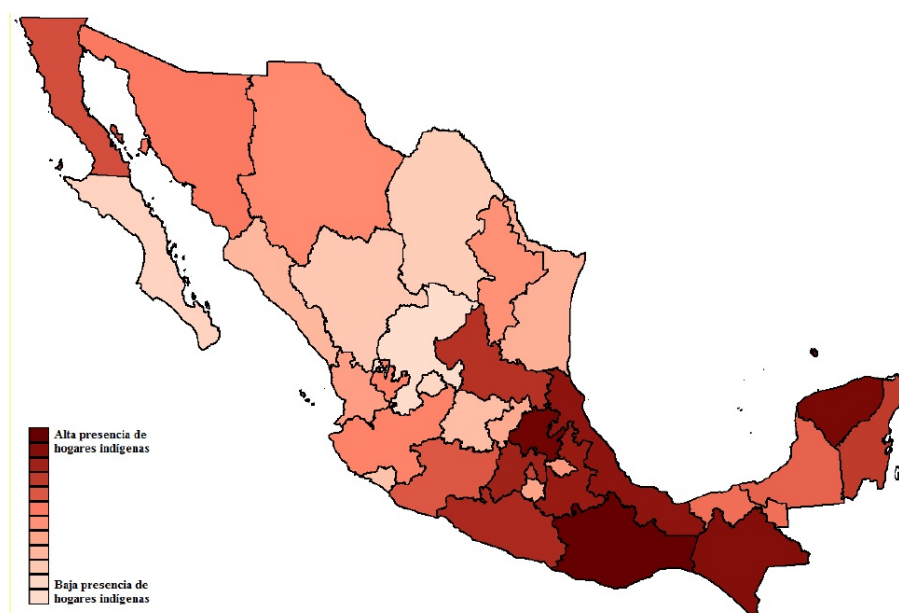 Alta presencia de
hogares indígenas
Baja presencia de
hogares indígenas